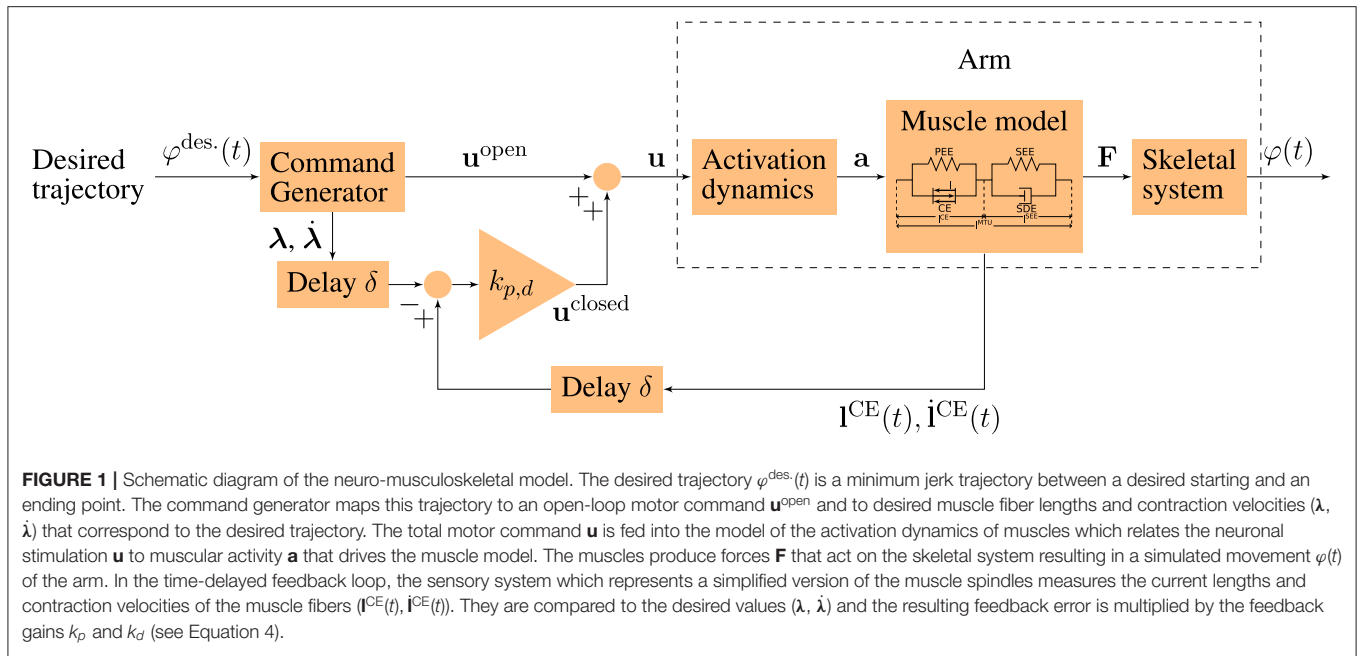 Arm
Desired
trajectory
φ^des.(t)
Command
Generator
u^open
u
Activation
dynamics
a
Muscle model
PEE
SEE
CE
SDE
l^CE
l^SEE
l^MTU
F
Skeletal
system
φ(t)
λ, λ̇
Delay δ
−
+
k_p,d
u^closed
+
+
Delay δ
l^CE(t), l̇^CE(t)
FIGURE 1 | Schematic diagram of the neuro-musculoskeletal model. The desired trajectory φ^des.(t) is a minimum jerk trajectory between a desired starting and an
ending point. The command generator maps this trajectory to an open-loop motor command u^open and to desired muscle fiber lengths and contraction velocities (λ,
λ̇) that correspond to the desired trajectory. The total motor command u is fed into the model of the activation dynamics of muscles which relates the neuronal
stimulation u to muscular activity a that drives the muscle model. The muscles produce forces F that act on the skeletal system resulting in a simulated movement φ(t)
of the arm. In the time-delayed feedback loop, the sensory system which represents a simplified version of the muscle spindles measures the current lengths and
contraction velocities of the muscle fibers (l^CE(t), l̇^CE(t)). They are compared to the desired values (λ, λ̇) and the resulting feedback error is multiplied by the feedback
gains k_p and k_d (see Equation 4).